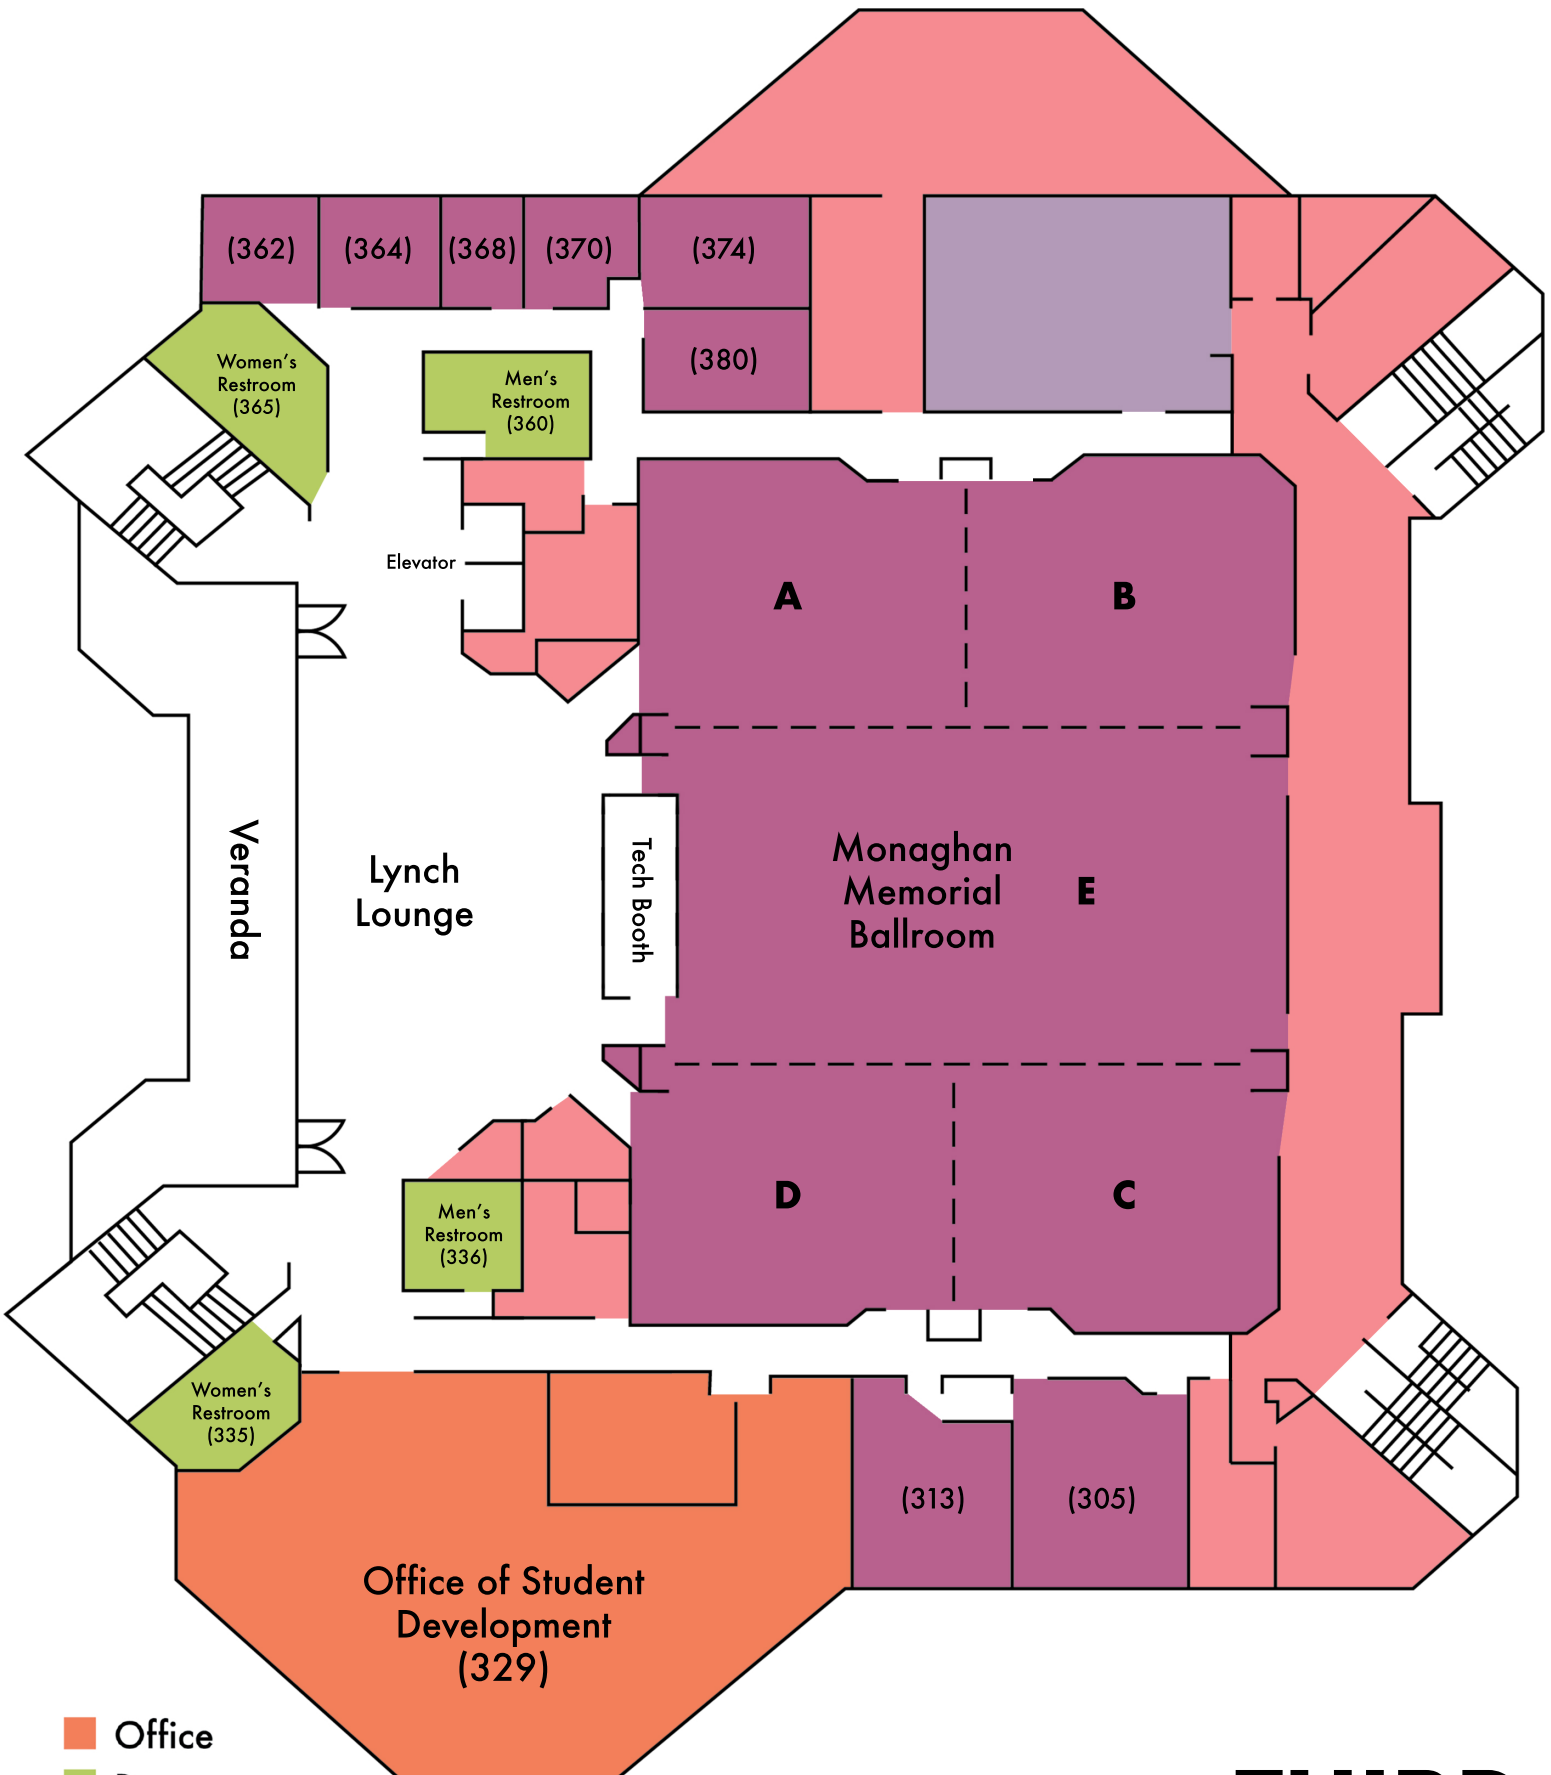 (362)
(364)
(368)
(370)
(374)
(380)
Women's
Restroom
(365)
Men's
Restroom
(360)
Elevator
A
B
Veranda
Lynch
Lounge
Tech Booth
Monaghan
Memorial
Ballroom
E
D
C
Men's
Restroom
(336)
Women's
Restroom
(335)
(313)
(305)
Office of Student
Development
(329)
Office